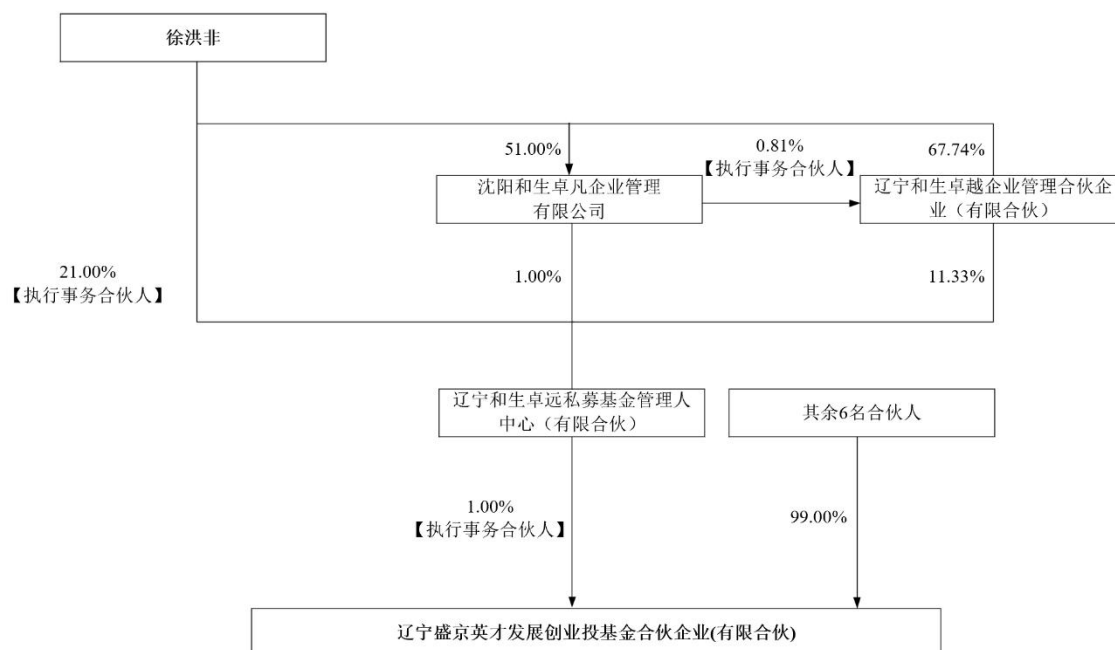 徐洪非
51.00%
0.81%
【执行事务合伙人】
67.74%
沈阳和生卓凡企业管理
有限公司
辽宁和生卓越企业管理合伙企
业（有限合伙）
21.00%
【执行事务合伙人】
1.00%
11.33%
辽宁和生卓远私募基金管理人
中心（有限合伙）
其余6名合伙人
1.00%
【执行事务合伙人】
99.00%
辽宁盛京英才发展创业投基金合伙企业(有限合伙)